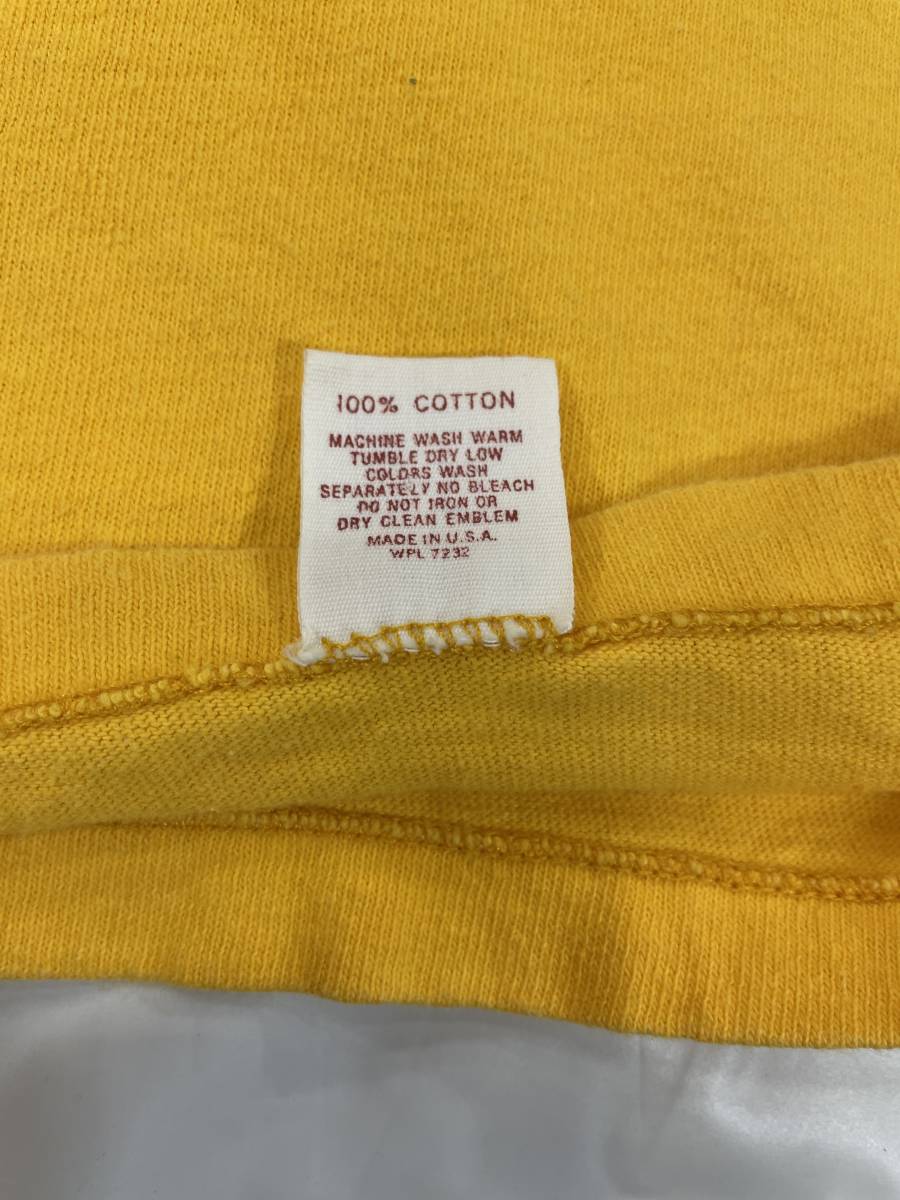 100% COTTON
MACHINE WASH WARM
TUMBLE DRY LOW
COLORS WASH
SEPARATELY NO BLEACH
DO NOT IRON OR
DRY CLEAN EMBLEM
MADE IN U.S.A.
WPL 7232